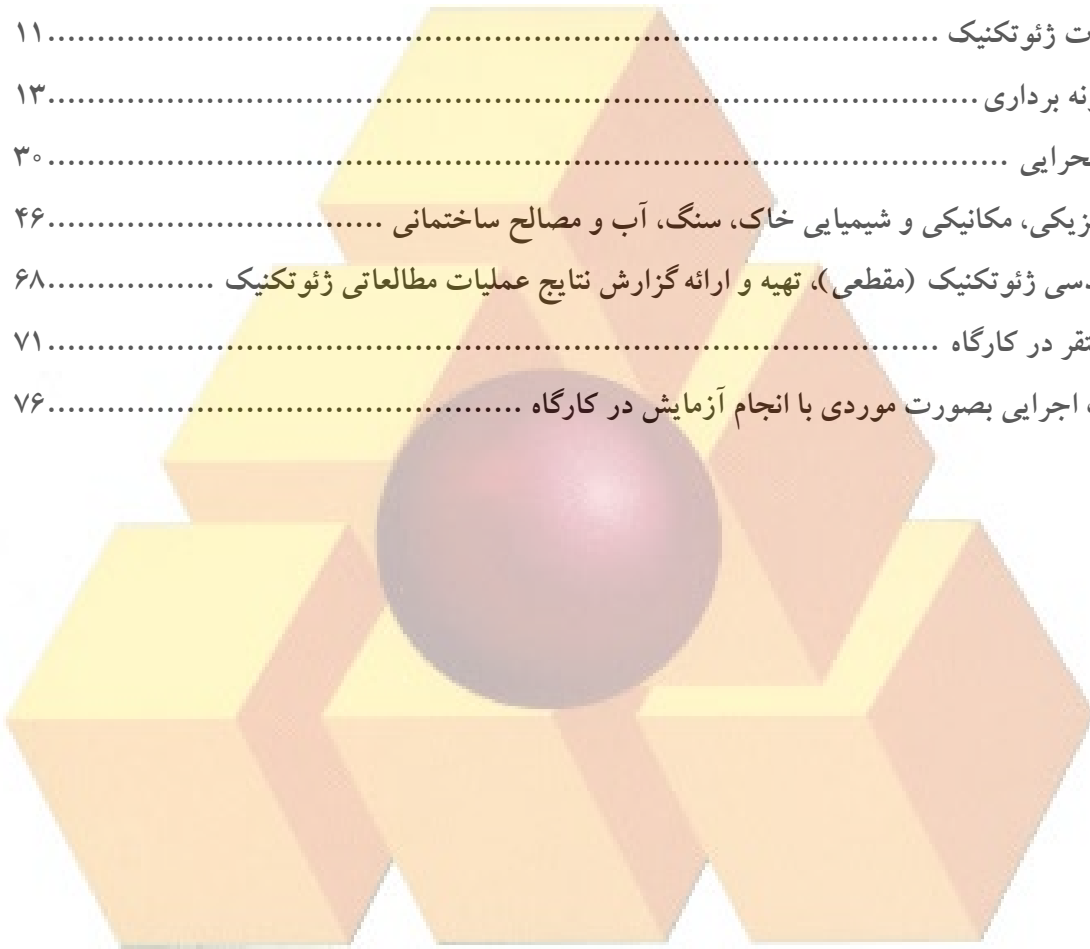 ت ژئوتکنیک ........................................................................ ۱۱
نه برداری ........................................................................ ۱۳
حرایی ........................................................................ ۳۰
زیکی، مکانیکی و شیمیایی خاک، سنگ، آب و مصالح ساختمانی .............................. ۴۶
دسی ژئوتکنیک (مقطعی)، تهیه و ارائه گزارش نتایج عملیات مطالعاتی ژئوتکنیک ................. ۶۸
تقر در کارگاه ........................................................................ ۷۱
اجرایی بصورت موردی با انجام آزمایش در کارگاه ................................................ ۷۶